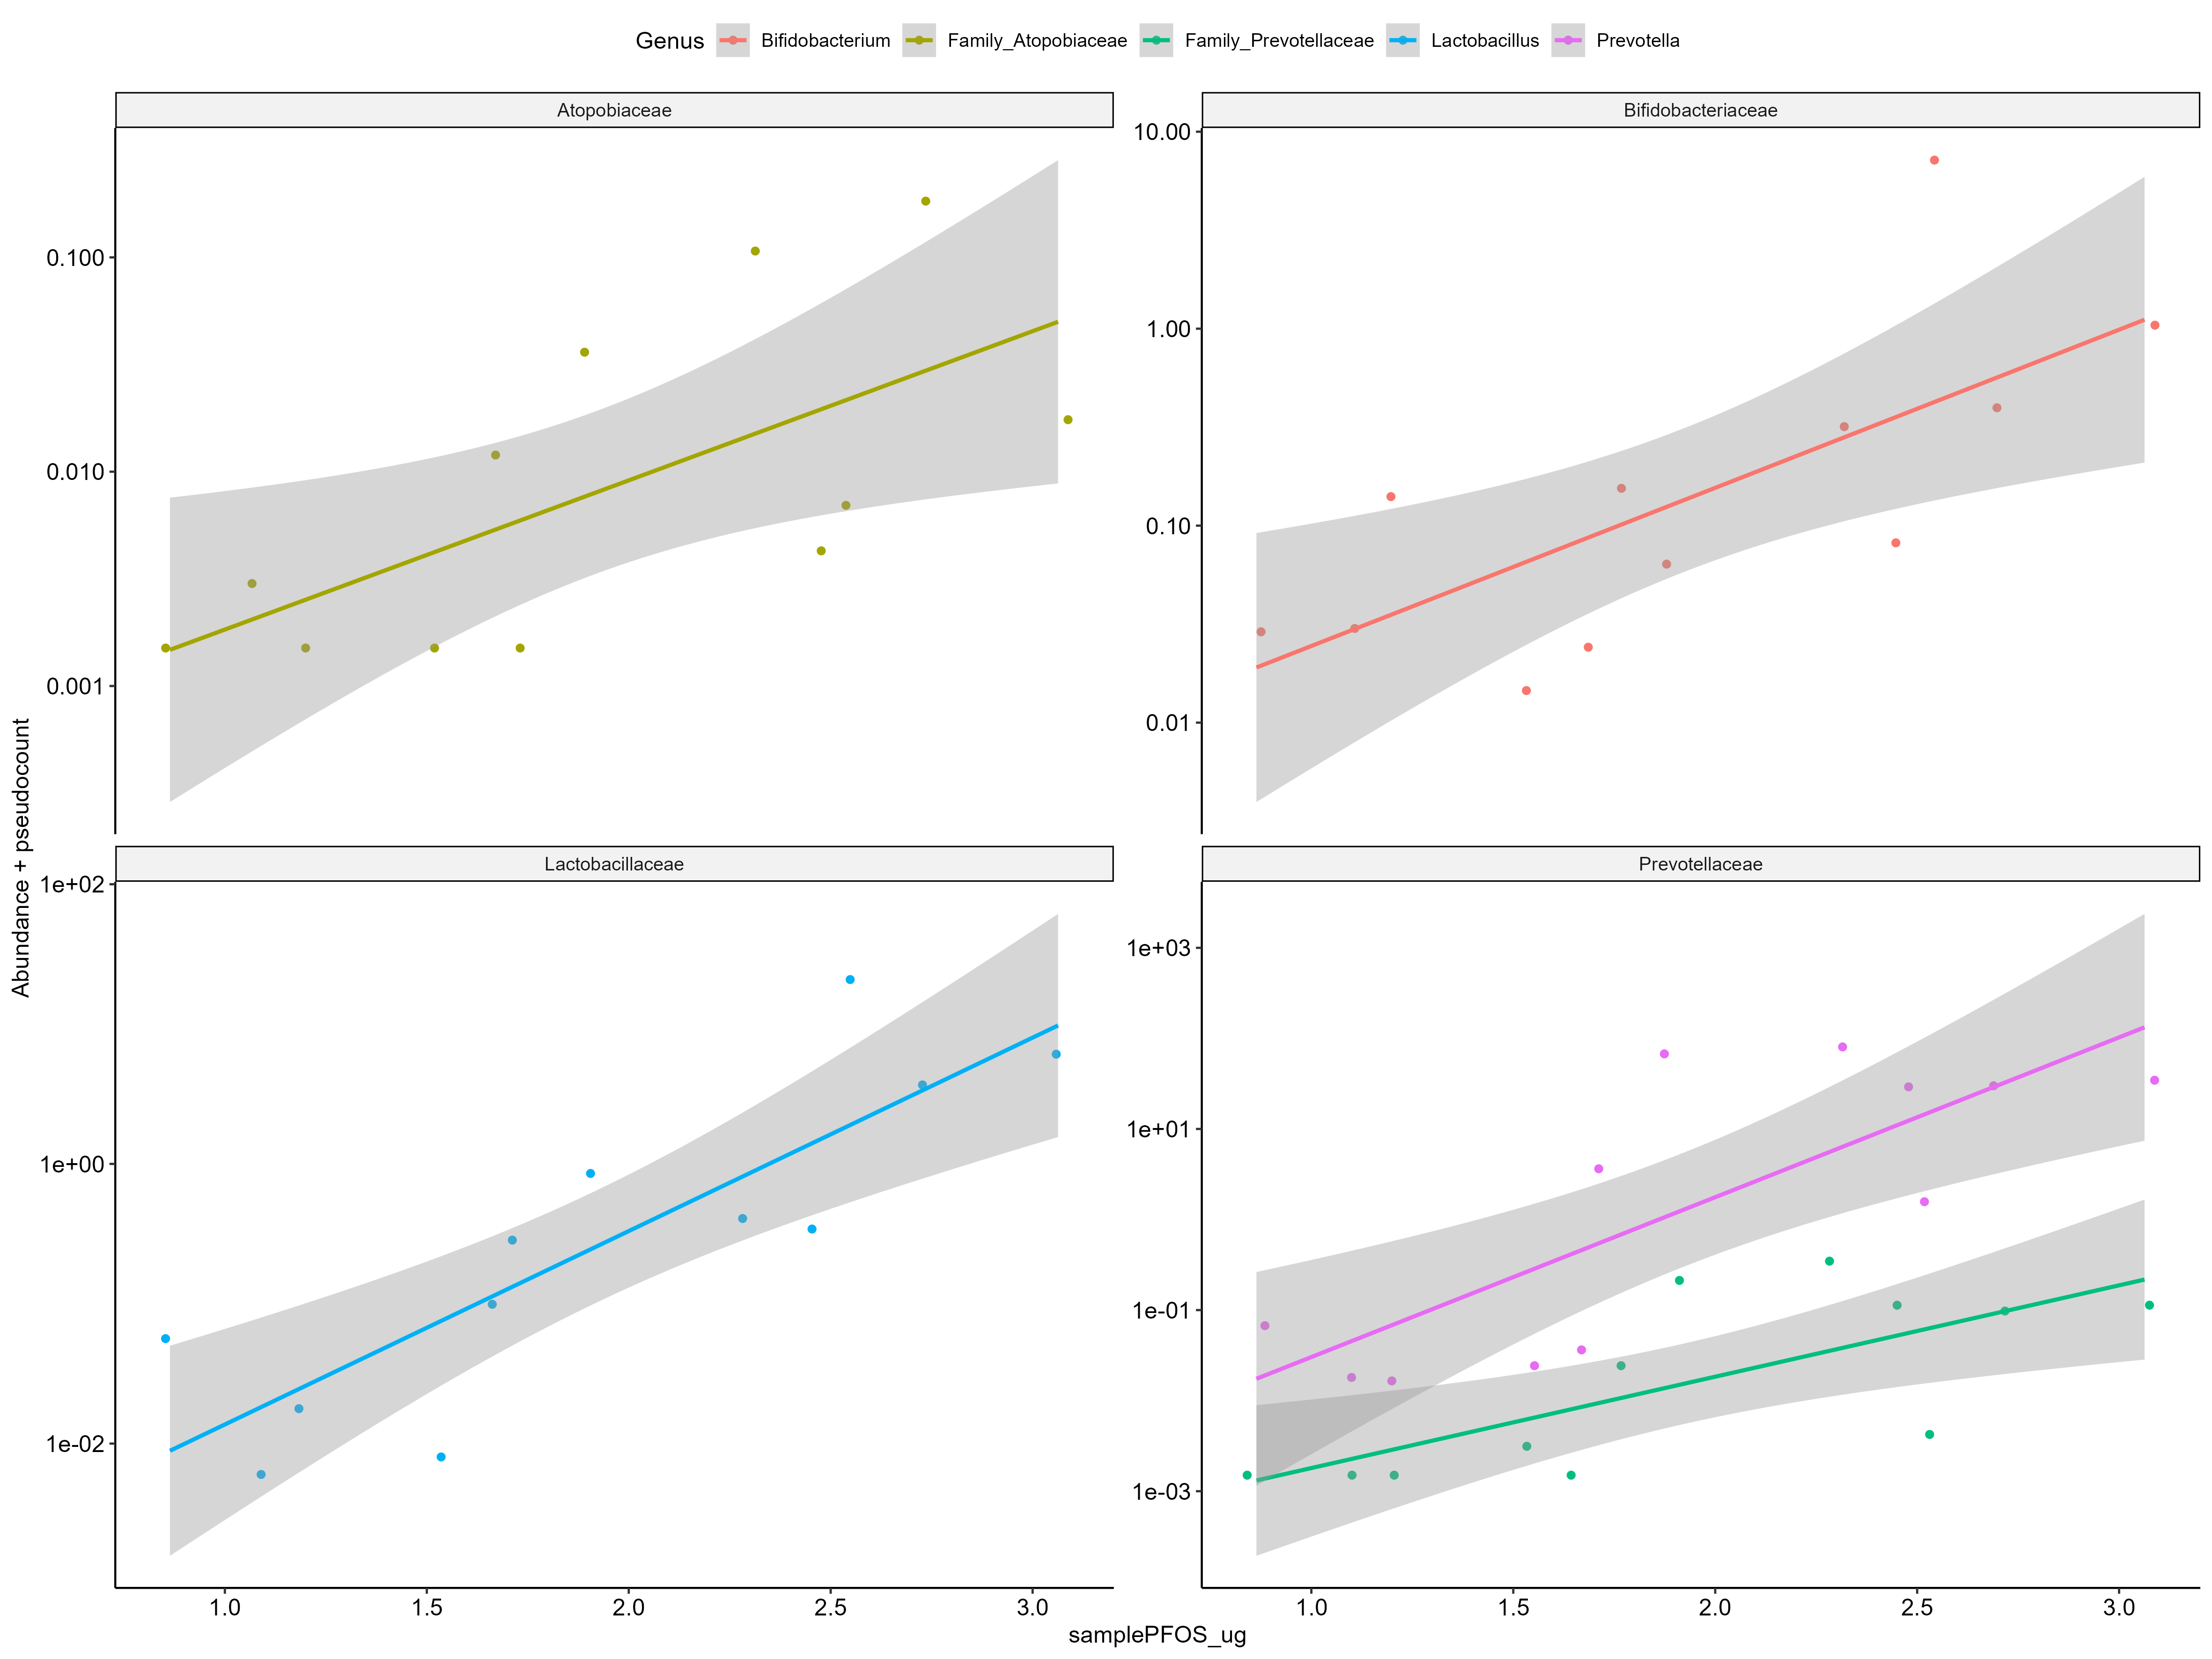 Genus Bifidobacterium Family_Atopobiaceae Family_Prevotellaceae Lactobacillus Prevotella
Atopobiaceae
0.100
0.010
0.001
Bifidobacteriaceae
10.00
1.00
0.10
0.01
Abundance + pseudocount
Lactobacillaceae
1e+02
1e+00
1e-02
1.0 1.5 2.0 2.5 3.0
Prevotellaceae
1e+03
1e+01
1e-01
1e-03
1.0 1.5 2.0 2.5 3.0
samplePFOS_ug